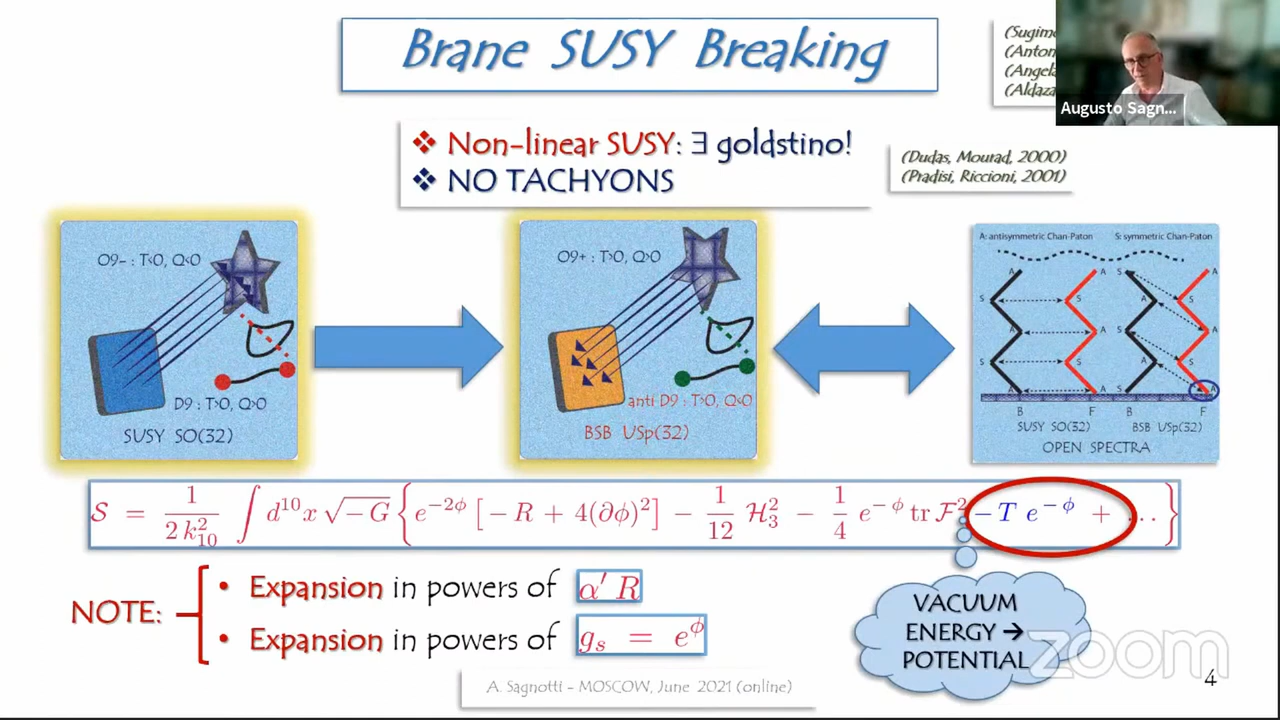 Brane SUSY Breaking
(Sugim
(Anton
(Angela
(Aldaza
Augusto Sagn...
❖ Non-linear SUSY: ∃ goldstino!
❖ NO TACHYONS
(Dudas, Mourad, 2000)
(Pradisi, Riccioni, 2001)
O9- : T<0, Q<0
D9 : T>0, Q>0
SUSY SO(32)
O9+ : T>0, Q>0
anti D9 : T>0, Q<0
BSB USp(32)
A: antisymmetric Chan-Paton S: symmetric Chan-Paton
A A S A
S S A S
A A S A
S S A S
A A S A
B F B F
SUSY SO(32) BSB USp(32)
OPEN SPECTRA
S = 1/(2 k²₁₀) ∫ d¹⁰x √−G { e^{−2φ} [−R + 4(∂φ)²] − 1/12 H₃² − 1/4 e^{−φ} tr F² − T e^{−φ} + ... }
NOTE:
• Expansion in powers of α′ R
• Expansion in powers of g_s = e^φ
VACUUM
ENERGY →
POTENTIAL
zoom
A. Sagnotti – MOSCOW, June 2021 (online)
4